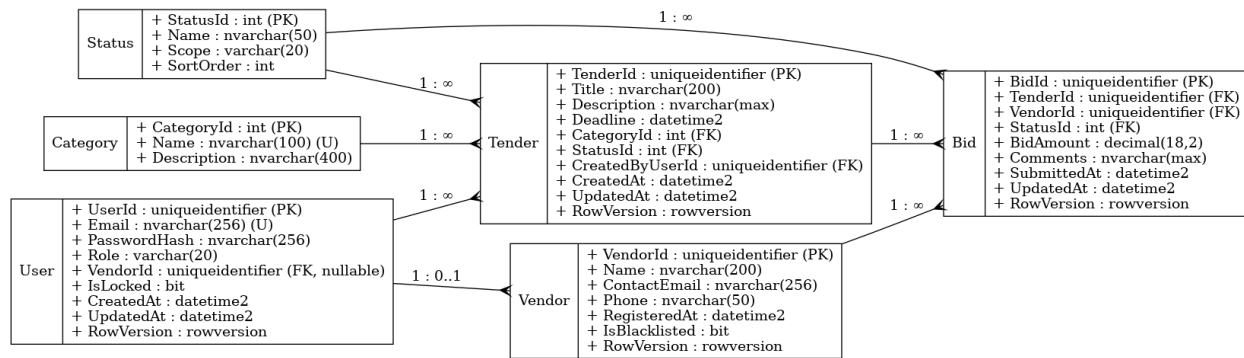 Status
+ StatusId : int (PK)
+ Name : nvarchar(50)
+ Scope : varchar(20)
+ SortOrder : int
1 : ∞
1 : ∞
Category
+ CategoryId : int (PK)
+ Name : nvarchar(100) (U)
+ Description : nvarchar(400)
1 : ∞
User
+ UserId : uniqueidentifier (PK)
+ Email : nvarchar(256) (U)
+ PasswordHash : nvarchar(256)
+ Role : varchar(20)
+ VendorId : uniqueidentifier (FK, nullable)
+ IsLocked : bit
+ CreatedAt : datetime2
+ UpdatedAt : datetime2
+ RowVersion : rowversion
1 : ∞
1 : 0..1
Tender
+ TenderId : uniqueidentifier (PK)
+ Title : nvarchar(200)
+ Description : nvarchar(max)
+ Deadline : datetime2
+ CategoryId : int (FK)
+ StatusId : int (FK)
+ CreatedByUserId : uniqueidentifier (FK)
+ CreatedAt : datetime2
+ UpdatedAt : datetime2
+ RowVersion : rowversion
1 : ∞
Vendor
+ VendorId : uniqueidentifier (PK)
+ Name : nvarchar(200)
+ ContactEmail : nvarchar(256)
+ Phone : nvarchar(50)
+ RegisteredAt : datetime2
+ IsBlacklisted : bit
+ RowVersion : rowversion
1 : ∞
Bid
+ BidId : uniqueidentifier (PK)
+ TenderId : uniqueidentifier (FK)
+ VendorId : uniqueidentifier (FK)
+ StatusId : int (FK)
+ BidAmount : decimal(18,2)
+ Comments : nvarchar(max)
+ SubmittedAt : datetime2
+ UpdatedAt : datetime2
+ RowVersion : rowversion